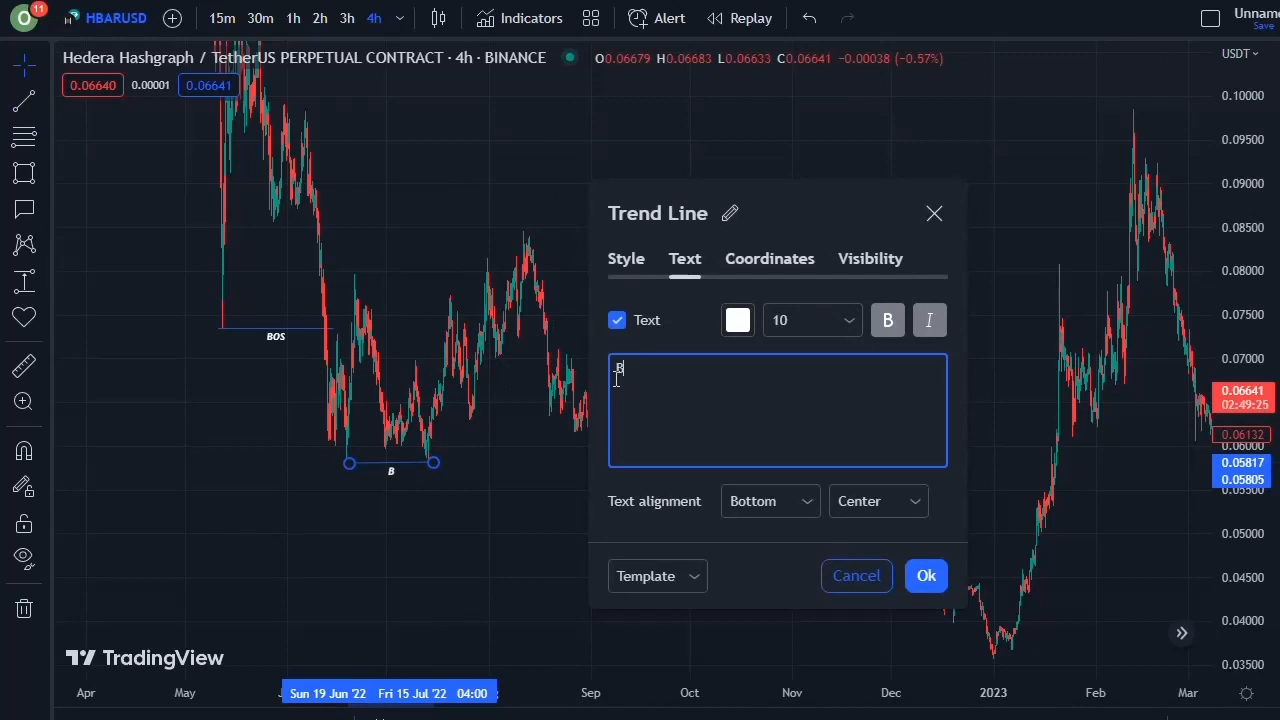 O 11 HBARUSD 15m 30m 1h 2h 3h 4h Indicators Alert Replay Unnam
Save
Hedera Hashgraph / TetherUS PERPETUAL CONTRACT · 4h · BINANCE O0.06679 H0.06683 L0.06633 C0.06641 −0.00038 (−0.57%) USDT
0.06640 0.00001 0.06641
0.10000
0.09500
0.09000
0.08500
0.08000
0.07500
0.07000
0.06641
02:49:25
0.06132
0.06000
0.05817
0.05805
0.05500
0.05000
0.04500
0.04000
0.03500
BOS
B
Trend Line
Style Text Coordinates Visibility
Text 10 B I
B
Text alignment Bottom Center
Template Cancel Ok
TradingView
Apr May Sun 19 Jun '22 Fri 15 Jul '22 04:00 Sep Oct Nov Dec 2023 Feb Mar